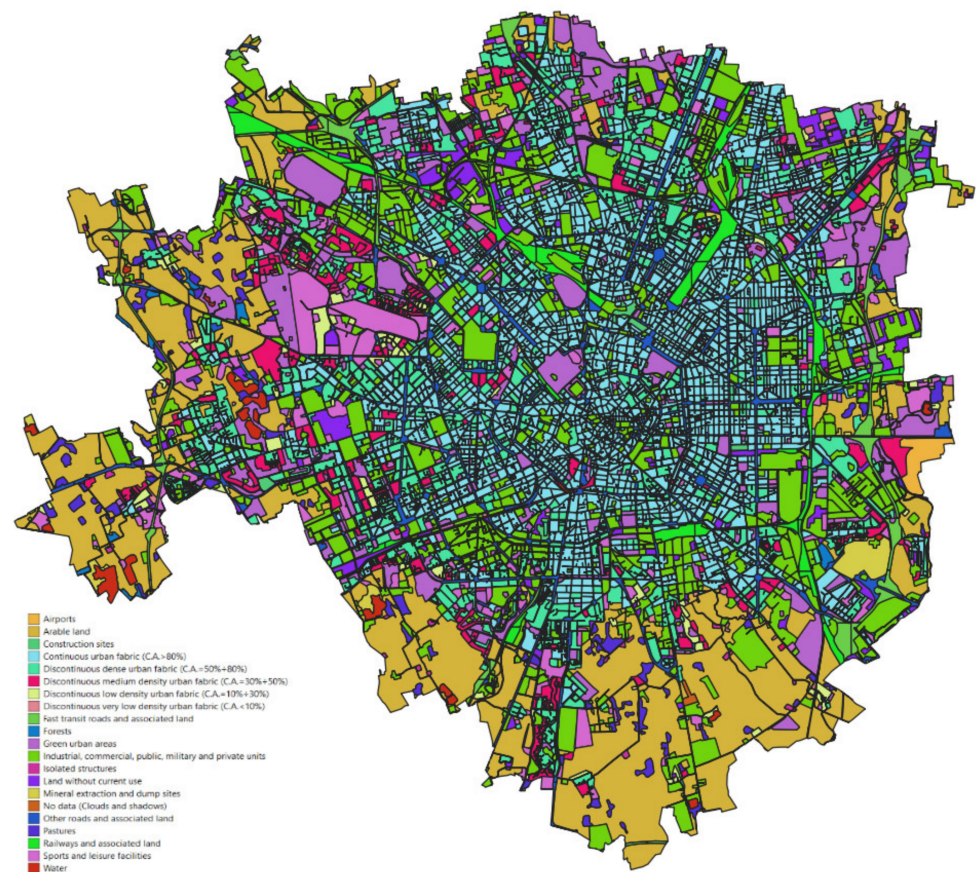 Airports
Arable land
Construction sites
Continuous urban fabric (C.A.>80%)
Discontinuous dense urban fabric (C.A.=50%÷80%)
Discontinuous medium density urban fabric (C.A.=30%÷50%)
Discontinuous low density urban fabric (C.A.=10%÷30%)
Discontinuous very low density urban fabric (C.A.<10%)
Fast transit roads and associated land
Forests
Green urban areas
Industrial, commercial, public, military and private units
Isolated structures
Land without current use
Mineral extraction and dump sites
No data (Clouds and shadows)
Other roads and associated land
Pastures
Railways and associated land
Sports and leisure facilities
Water